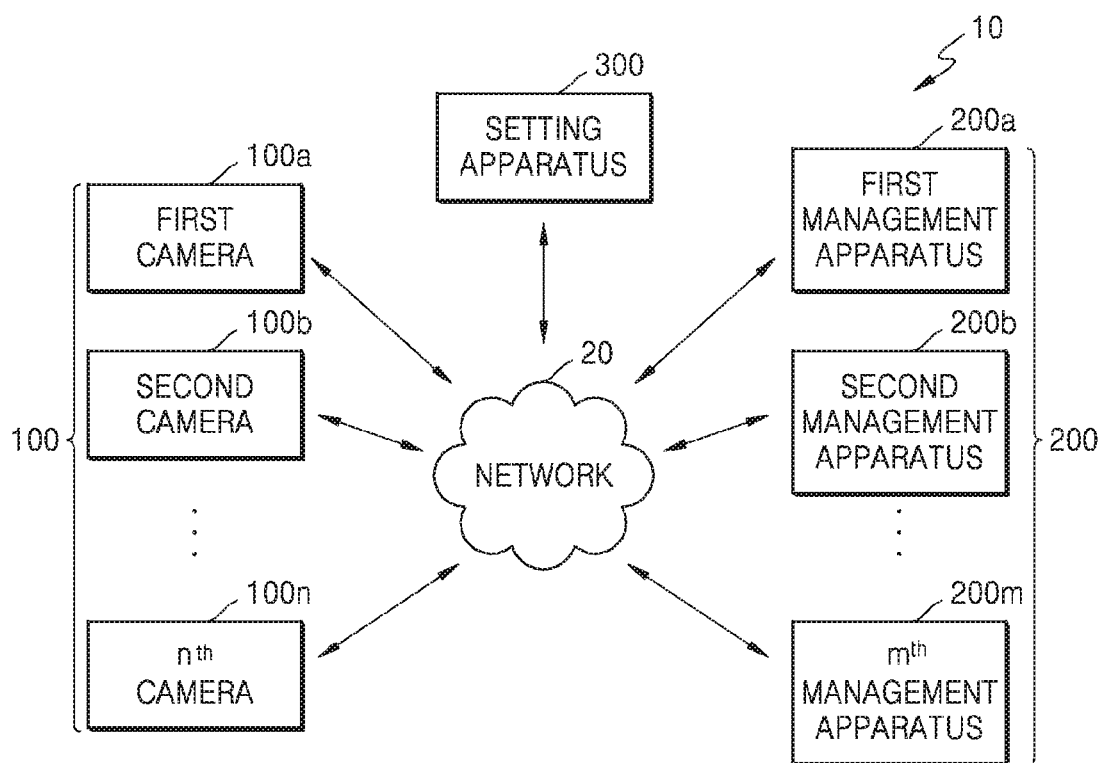 10
300
SETTING
APPARATUS
100a
FIRST
CAMERA
200a
FIRST
MANAGEMENT
APPARATUS
100b
SECOND
CAMERA
20
NETWORK
200b
SECOND
MANAGEMENT
APPARATUS
100
200
100n
nth
CAMERA
200m
mth
MANAGEMENT
APPARATUS